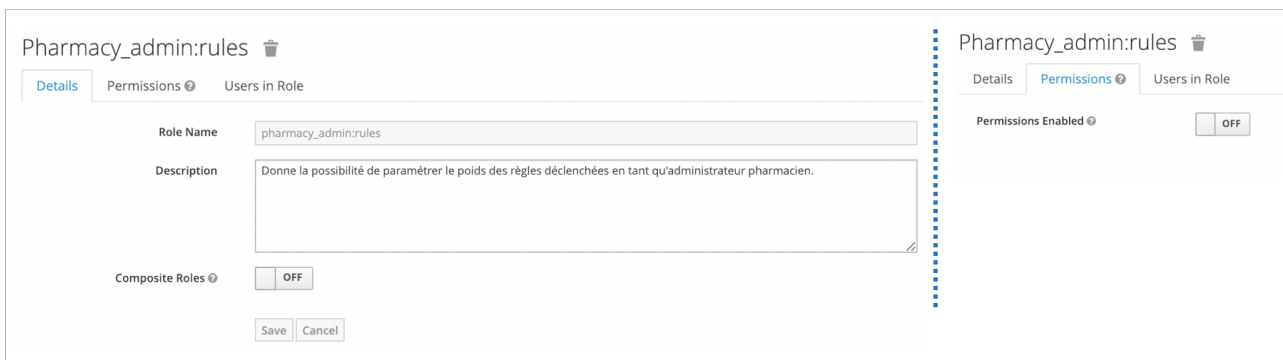 Pharmacy_admin:rules
Details Permissions Users in Role
Role Name pharmacy_admin:rules
Description Donne la possibilité de paramétrer le poids des règles déclenchées en tant qu'administrateur pharmacien.
Composite Roles OFF
Save Cancel
Pharmacy_admin:rules
Details Permissions Users in Role
Permissions Enabled OFF